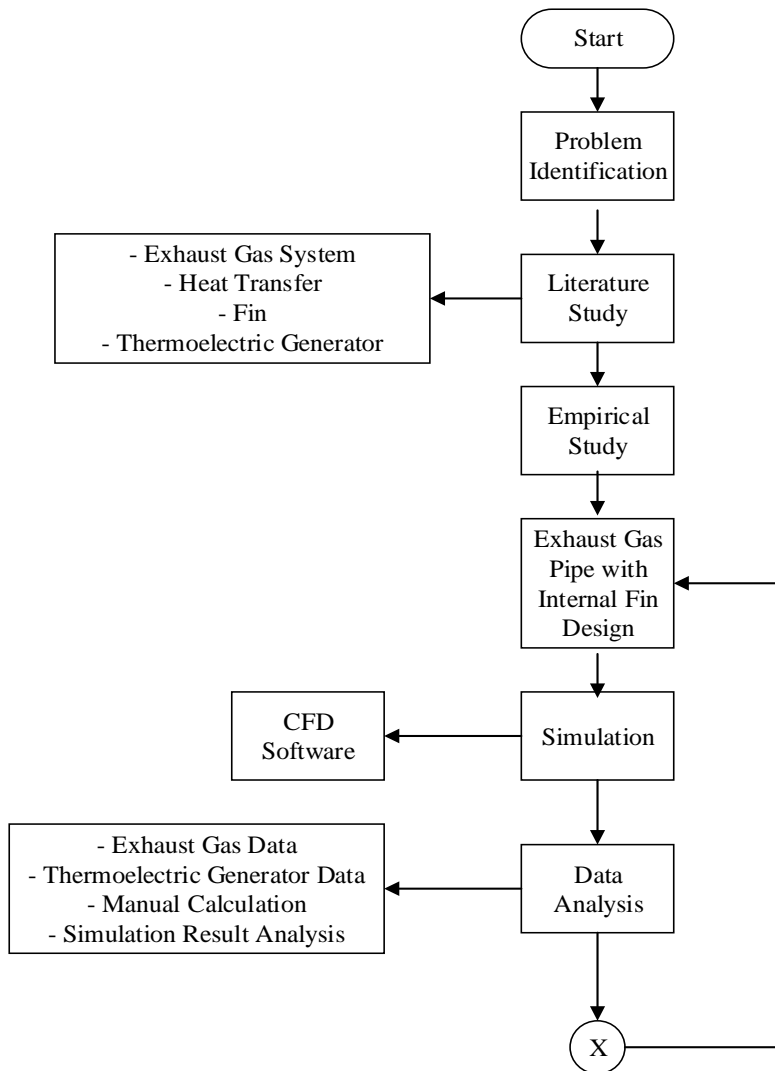 Start
Problem
Identification
- Exhaust Gas System
- Heat Transfer
- Fin
- Thermoelectric Generator
Literature
Study
Empirical
Study
Exhaust Gas
Pipe with
Internal Fin
Design
CFD
Software
Simulation
- Exhaust Gas Data
- Thermoelectric Generator Data
- Manual Calculation
- Simulation Result Analysis
Data
Analysis
X